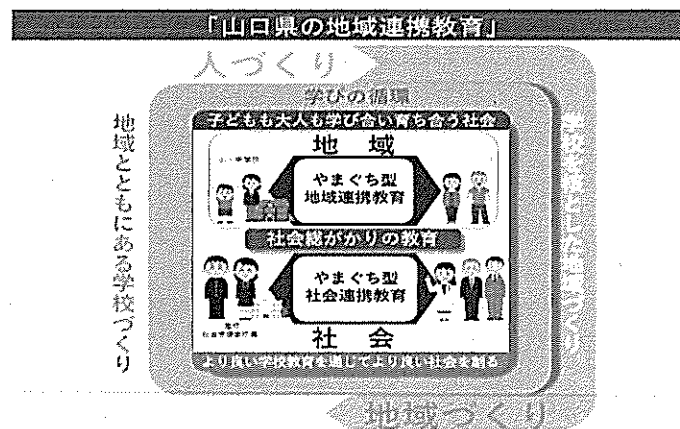 「山口県の地域連携教育」
人づくり
学びの循環
子どもも大人も学び合い育ち合う社会
地域
小・中学校
やまぐち型
地域連携教育
社会総がかりの教育
やまぐち型
社会連携教育
社会
より良い学校教育を通してより良い社会を創る
地域とともにある学校づくり
学校を核とした地域づくり
地域づくり